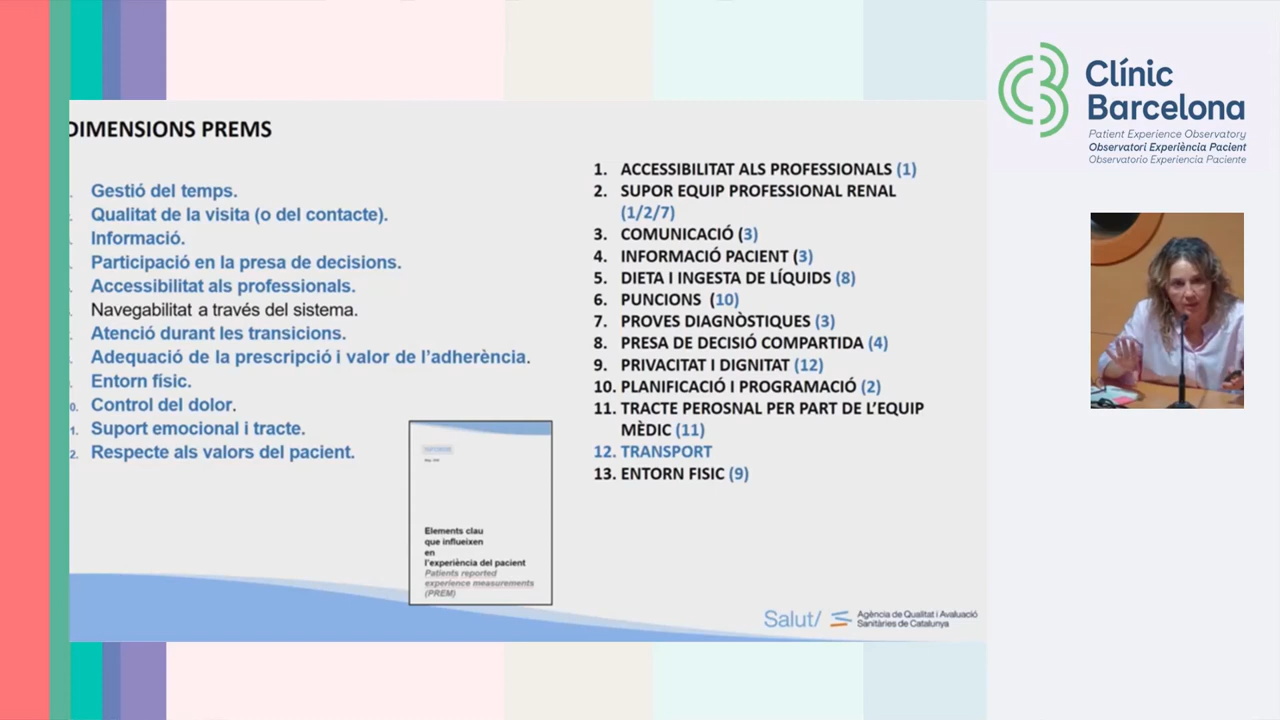 DIMENSIONS PREMS
Gestió del temps.
Qualitat de la visita (o del contacte).
Informació.
Participació en la presa de decisions.
Accessibilitat als professionals.
Navegabilitat a través del sistema.
Atenció durant les transicions.
Adequació de la prescripció i valor de l'adherència.
Entorn físic.
0. Control del dolor.
1. Suport emocional i tracte.
2. Respecte als valors del pacient.
1. ACCESSIBILITAT ALS PROFESSIONALS (1)
2. SUPOR EQUIP PROFESSIONAL RENAL
(1/2/7)
3. COMUNICACIÓ (3)
4. INFORMACIÓ PACIENT (3)
5. DIETA I INGESTA DE LÍQUIDS (8)
6. PUNCIONS (10)
7. PROVES DIAGNÒSTIQUES (3)
8. PRESA DE DECISIÓ COMPARTIDA (4)
9. PRIVACITAT I DIGNITAT (12)
10. PLANIFICACIÓ I PROGRAMACIÓ (2)
11. TRACTE PEROSNAL PER PART DE L'EQUIP
MÈDIC (11)
12. TRANSPORT
13. ENTORN FISIC (9)
Elements clau
que influeixen
en
l'experiència del pacient
Patients reported
experience measurements
(PREM)
Salut/
Agència de Qualitat i Avaluació
Sanitàries de Catalunya
Clínic
Barcelona
Patient Experience Observatory
Observatori Experiència Pacient
Observatorio Experiencia Paciente